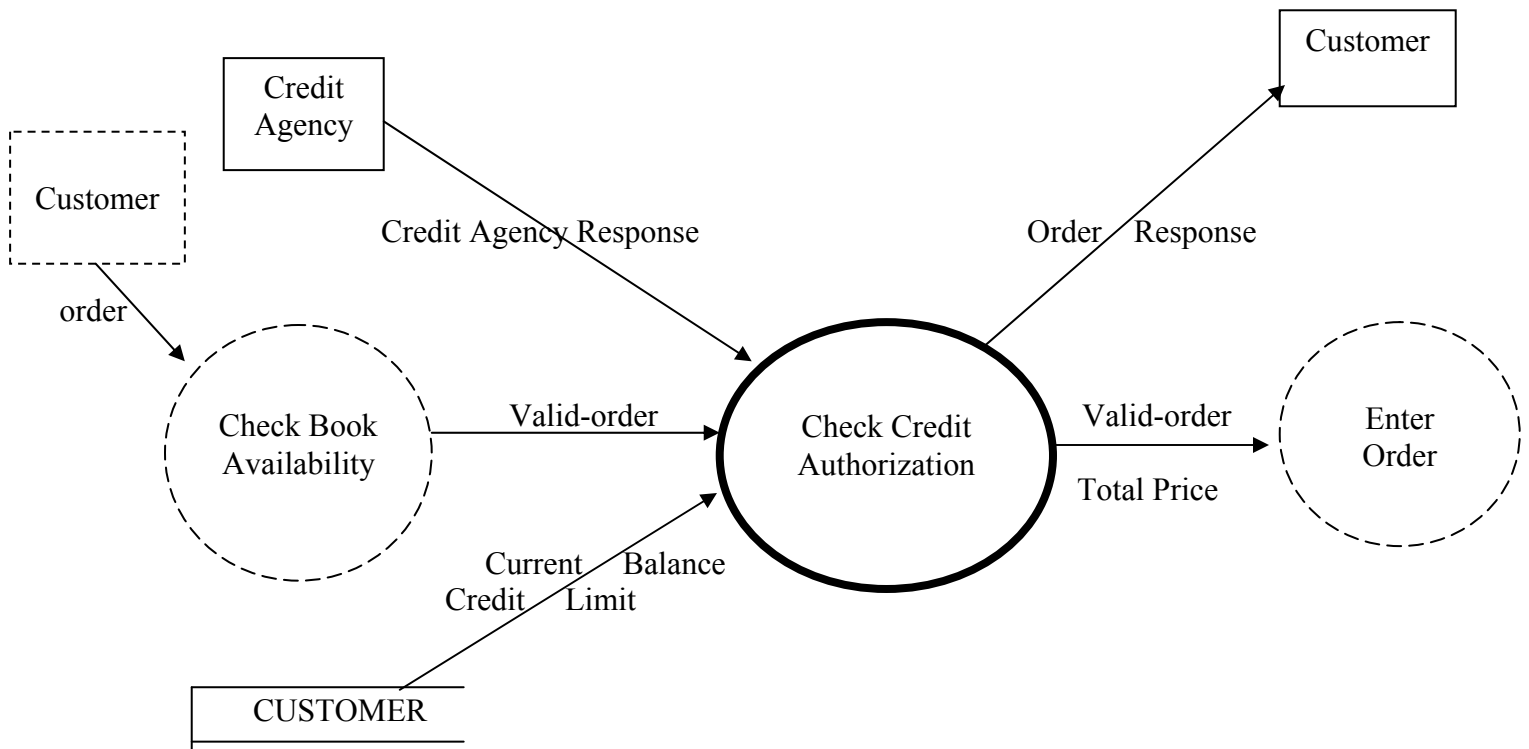 Customer
Credit
Agency
Customer
Credit Agency Response
Order Response
order
Check Book
Availability
Valid-order
Check Credit
Authorization
Valid-order
Total Price
Enter
Order
Current Balance
Credit Limit
CUSTOMER